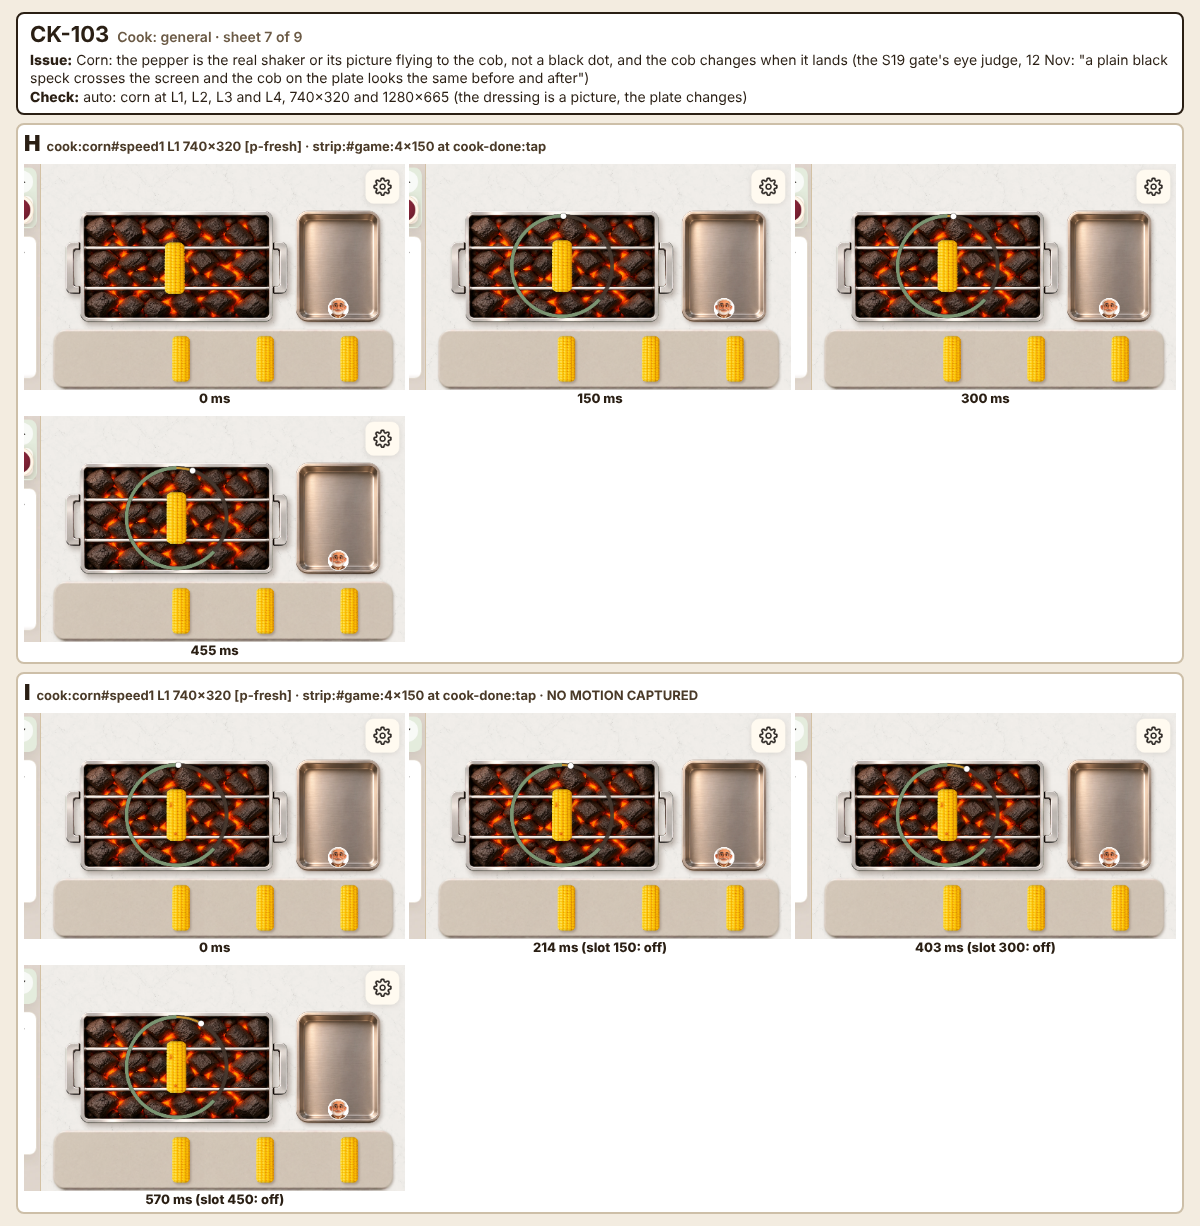 CK-103 Cook: general · sheet 7 of 9
Issue: Corn: the pepper is the real shaker or its picture flying to the cob, not a black dot, and the cob changes when it lands (the S19 gate's eye judge, 12 Nov: "a plain black
speck crosses the screen and the cob on the plate looks the same before and after")
Check: auto: corn at L1, L2, L3 and L4, 740×320 and 1280×665 (the dressing is a picture, the plate changes)
H cook:corn#speed1 L1 740×320 [p-fresh] · strip:#game:4×150 at cook-done:tap
0 ms
150 ms
300 ms
455 ms
I cook:corn#speed1 L1 740×320 [p-fresh] · strip:#game:4×150 at cook-done:tap · NO MOTION CAPTURED
0 ms
214 ms (slot 150: off)
403 ms (slot 300: off)
570 ms (slot 450: off)